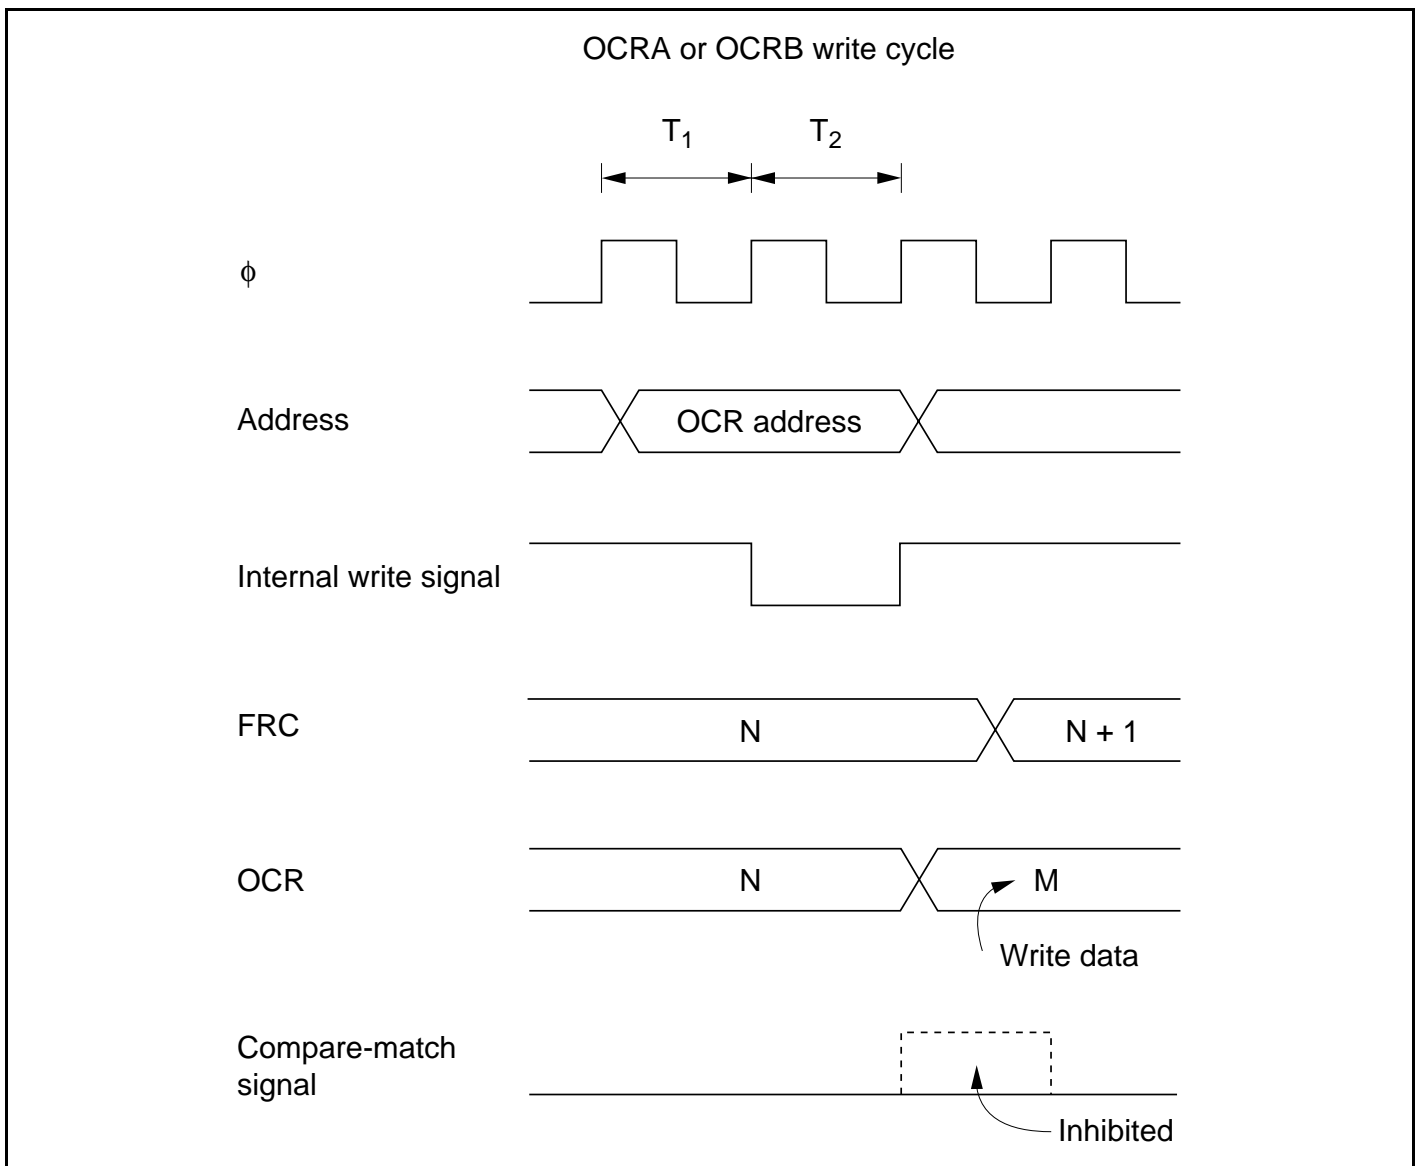 OCRA or OCRB write cycle
T1 T2
ϕ
Address
OCR address
Internal write signal
FRC
N
N + 1
OCR
N
M
Write data
Compare-match
signal
Inhibited